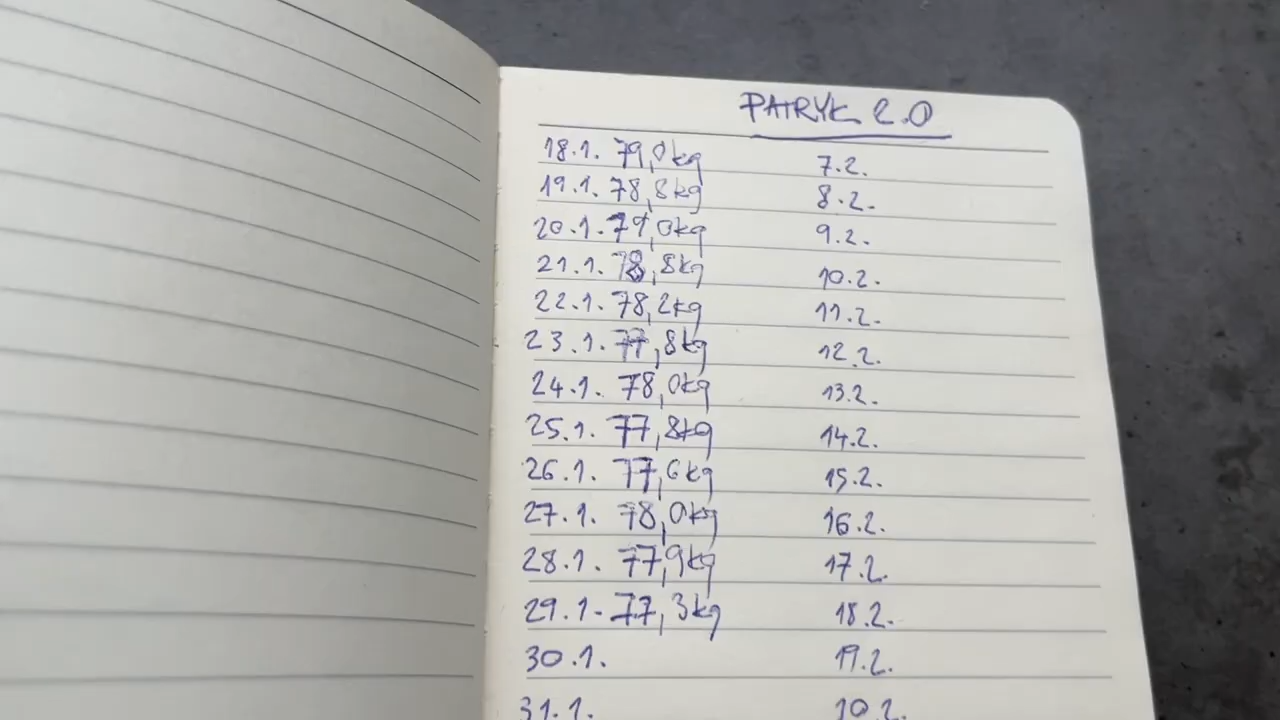 PATRYK 2.0
18.1. 79,0kg 7.2.
19.1. 78,8kg 8.2.
20.1. 79,0kg 9.2.
21.1. 78,8kg 10.2.
22.1. 78,2kg 11.2.
23.1. 77,8kg 12.2.
24.1. 78,0kg 13.2.
25.1. 77,8kg 14.2.
26.1. 77,6kg 15.2.
27.1. 78,0kg 16.2.
28.1. 77,9kg 17.2.
29.1. 77,3kg 18.2.
30.1. 19.2.
31.1. 20.2.